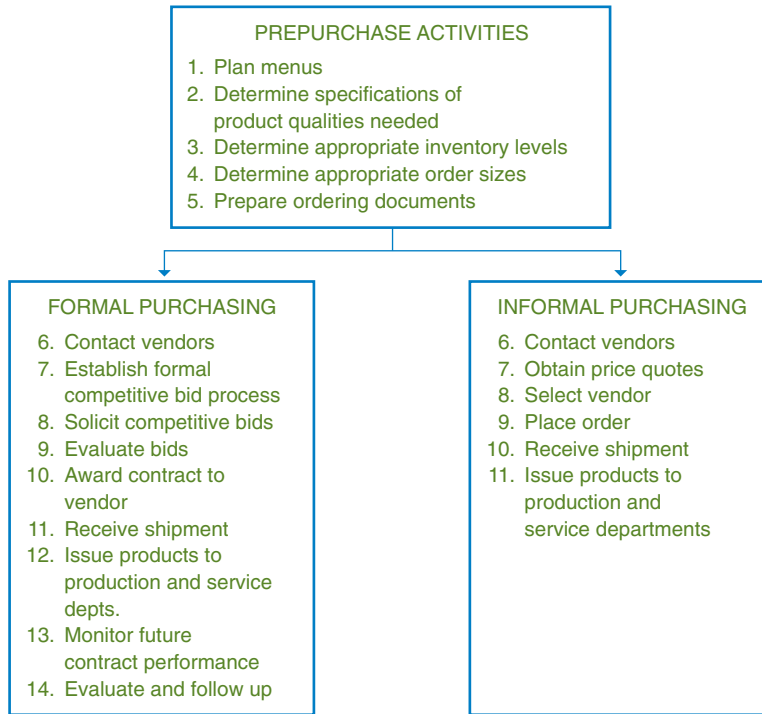 PREPURCHASE ACTIVITIES
1. Plan menus
2. Determine specifications of
product qualities needed
3. Determine appropriate inventory levels
4. Determine appropriate order sizes
5. Prepare ordering documents
FORMAL PURCHASING
6. Contact vendors
7. Establish formal
competitive bid process
8. Solicit competitive bids
9. Evaluate bids
10. Award contract to
vendor
11. Receive shipment
12. Issue products to
production and service
depts.
13. Monitor future
contract performance
14. Evaluate and follow up
INFORMAL PURCHASING
6. Contact vendors
7. Obtain price quotes
8. Select vendor
9. Place order
10. Receive shipment
11. Issue products to
production and
service departments